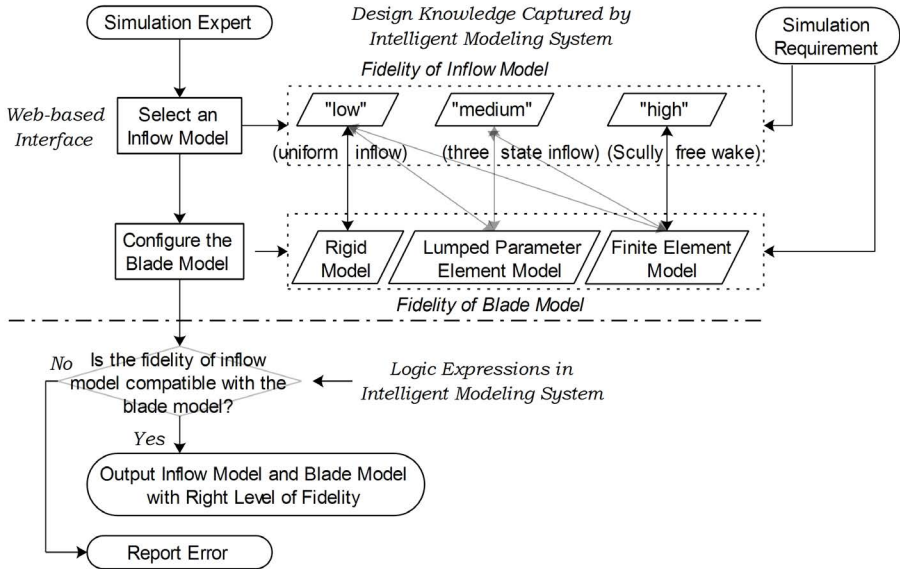 Simulation Expert
Design Knowledge Captured by
Intelligent Modeling System
Simulation
Requirement
Fidelity of Inflow Model
Web-based
Interface
Select an
Inflow Model
"low"
"medium"
"high"
(uniform inflow)
(three state inflow)
(Scully free wake)
Configure the
Blade Model
Rigid
Model
Lumped Parameter
Element Model
Finite Element
Model
Fidelity of Blade Model
No
Is the fidelity of inflow
model compatible with the
blade model?
Logic Expressions in
Intelligent Modeling System
Yes
Output Inflow Model and Blade Model
with Right Level of Fidelity
Report Error